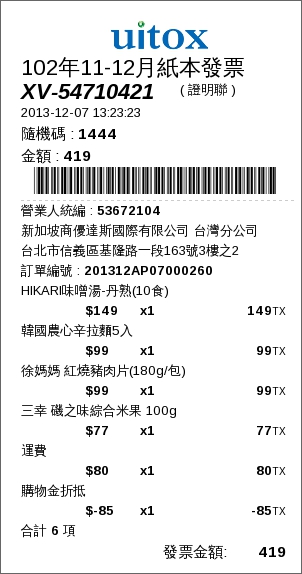 uitox
102年11-12月紙本發票
XV-54710421 ( 證明聯 )
2013-12-07 13:23:23
隨機碼 : 1444
金額 : 419
營業人統編 : 53672104
新加坡商優達斯國際有限公司 台灣分公司
台北市信義區基隆路一段163號3樓之2
訂單編號 : 201312AP07000260
HIKARI味噌湯-丹熟(10食)
$149 x1 149TX
韓國農心辛拉麵5入
$99 x1 99TX
徐媽媽 紅燒豬肉片(180g/包)
$99 x1 99TX
三幸 磯之味綜合米果 100g
$77 x1 77TX
運費
$80 x1 80TX
購物金折抵
$-85 x1 -85TX
合計 6 項
發票金額: 419